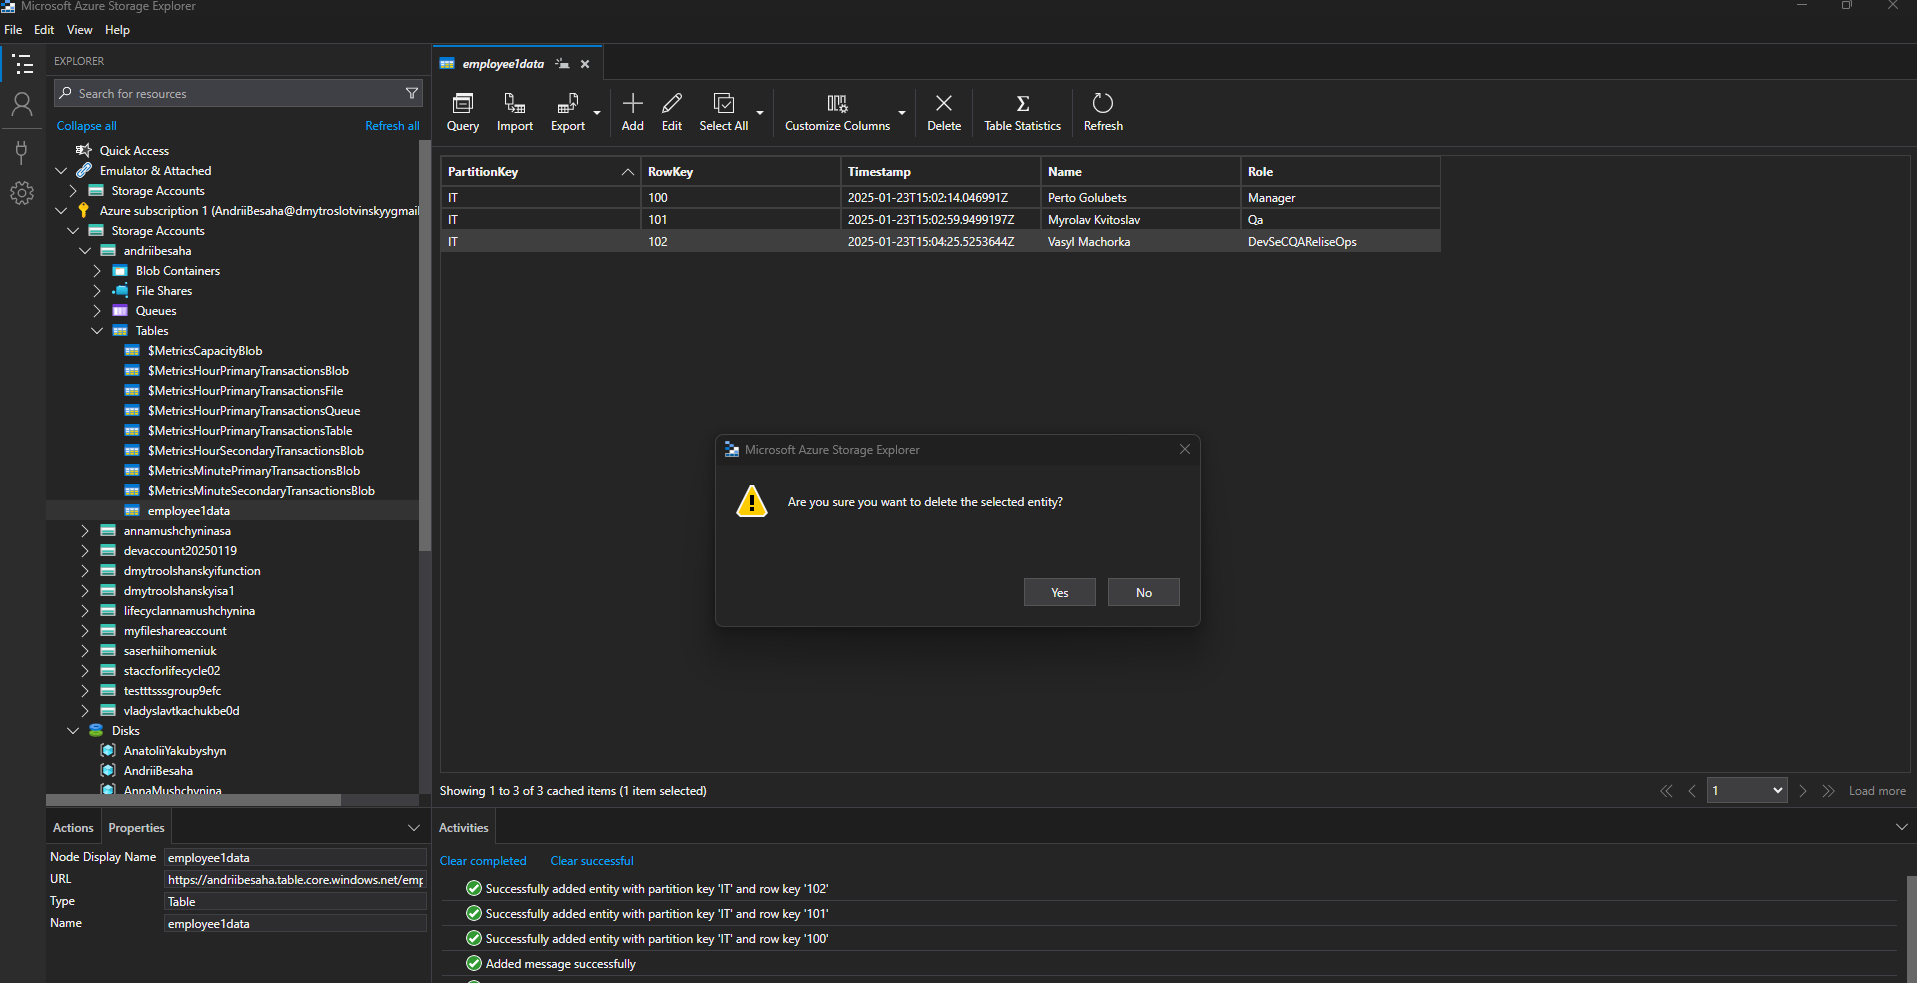 Microsoft Azure Storage Explorer
File Edit View Help
EXPLORER
Search for resources
Collapse all Refresh all
Quick Access
Emulator & Attached
Storage Accounts
Azure subscription 1 (AndriiBesaha@dmytroslotvinskyygmail
Storage Accounts
andriibesaha
Blob Containers
File Shares
Queues
Tables
$MetricsCapacityBlob
$MetricsHourPrimaryTransactionsBlob
$MetricsHourPrimaryTransactionsFile
$MetricsHourPrimaryTransactionsQueue
$MetricsHourPrimaryTransactionsTable
$MetricsHourSecondaryTransactionsBlob
$MetricsMinutePrimaryTransactionsBlob
$MetricsMinuteSecondaryTransactionsBlob
employee1data
annamushchyninasa
devaccount20250119
dmytroolshanskyifunction
dmytroolshanskyisa1
lifecyclannamushchynina
myfileshareaccount
saserhiihomeniuk
staccforlifecycle02
testttsssgroup9efc
vladyslavtkachukbe0d
Disks
AnatoliiYakubyshyn
AndriiBesaha
AnnaMushchynina
Actions Properties
Node Display Name employee1data
URL https://andriibesaha.table.core.windows.net/emp
Type Table
Name employee1data
employee1data
Query Import Export Add Edit Select All Customize Columns Delete Table Statistics Refresh
PartitionKey RowKey Timestamp Name Role
IT 100 2025-01-23T15:02:14.046991Z Perto Golubets Manager
IT 101 2025-01-23T15:02:59.9499197Z Myrolav Kvitoslav Qa
IT 102 2025-01-23T15:04:25.5253644Z Vasyl Machorka DevSeCQAReliseOps
Microsoft Azure Storage Explorer
Are you sure you want to delete the selected entity?
Yes No
Showing 1 to 3 of 3 cached items (1 item selected)
1 Load more
Activities
Clear completed Clear successful
Successfully added entity with partition key 'IT' and row key '102'
Successfully added entity with partition key 'IT' and row key '101'
Successfully added entity with partition key 'IT' and row key '100'
Added message successfully